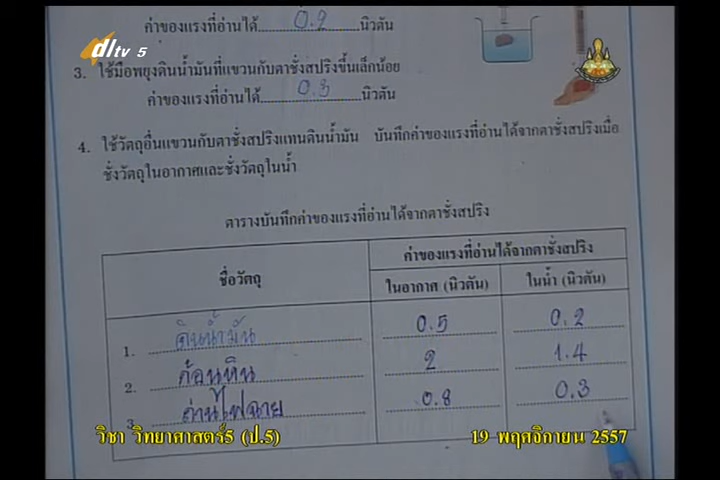 dltv 5
ค่าของแรงที่อ่านได้ 0.2 นิวตัน
3. ใช้มือพยุงดินน้ำมันที่แขวนกับตาชั่งสปริงขึ้นเล็กน้อย
ค่าของแรงที่อ่านได้ 0.3 นิวตัน
4. ใช้วัตถุอื่นแขวนกับตาชั่งสปริงแทนดินน้ำมัน บันทึกค่าของแรงที่อ่านได้จากตาชั่งสปริงเมื่อ
ชั่งวัตถุในอากาศและชั่งวัตถุในน้ำ
ตารางบันทึกค่าของแรงที่อ่านได้จากตาชั่งสปริง
ชื่อวัตถุ
ค่าของแรงที่อ่านได้จากตาชั่งสปริง
ในอากาศ (นิวตัน) ในน้ำ (นิวตัน)
1. ดินน้ำมัน 0.5 0.2
2. ก้อนหิน 2 1.4
3. ถ่านไฟฉาย 0.8 0.3
วิชา วิทยาศาสตร์5 (ป.5) 19 พฤศจิกายน 2557